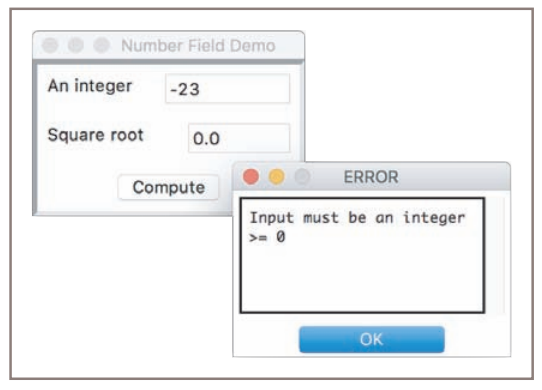 Number Field Demo
An integer
-23
Square root
0.0
Compute
ERROR
Input must be an integer
>= 0
OK